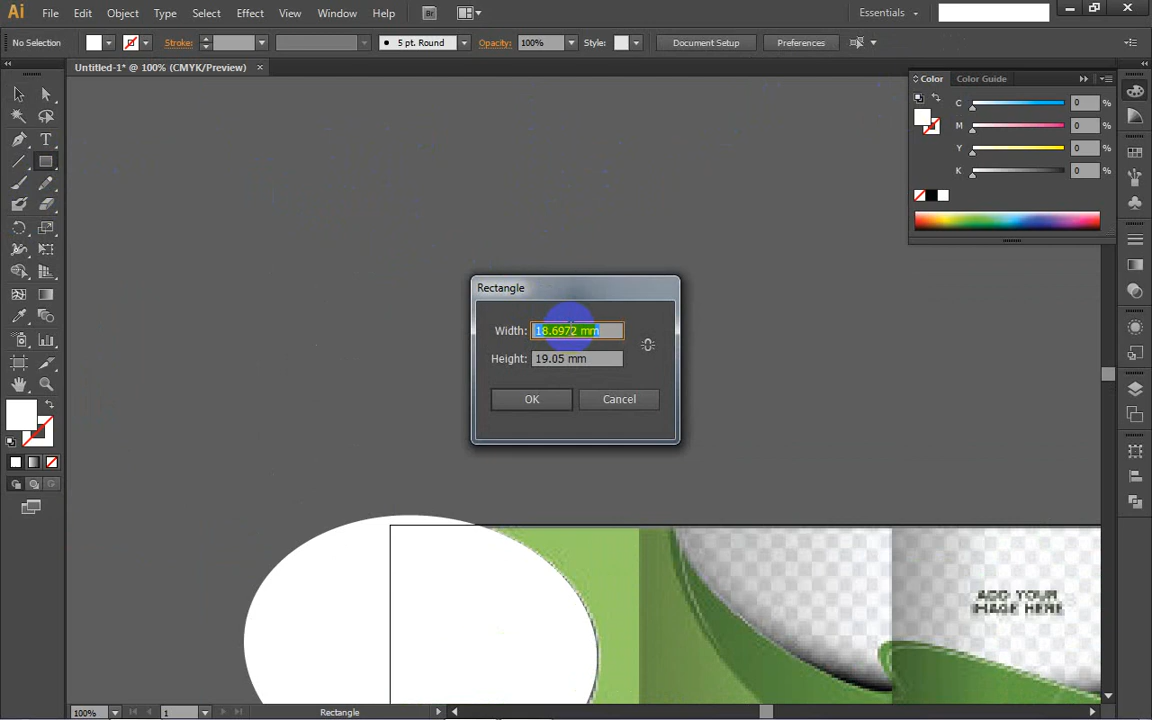 Ai File Edit Object Type Select Effect View Window Help Br Essentials
No Selection Stroke: 5 pt. Round Opacity: 100% Style: Document Setup Preferences
Untitled-1* @ 100% (CMYK/Preview) ×
Color Color Guide
C 0 %
M 0 %
Y 0 %
K 0 %
Rectangle
Width: 18.6972 mm
Height: 19.05 mm
OK Cancel
ADD YOUR
IMAGE HERE
100% 1 Rectangle